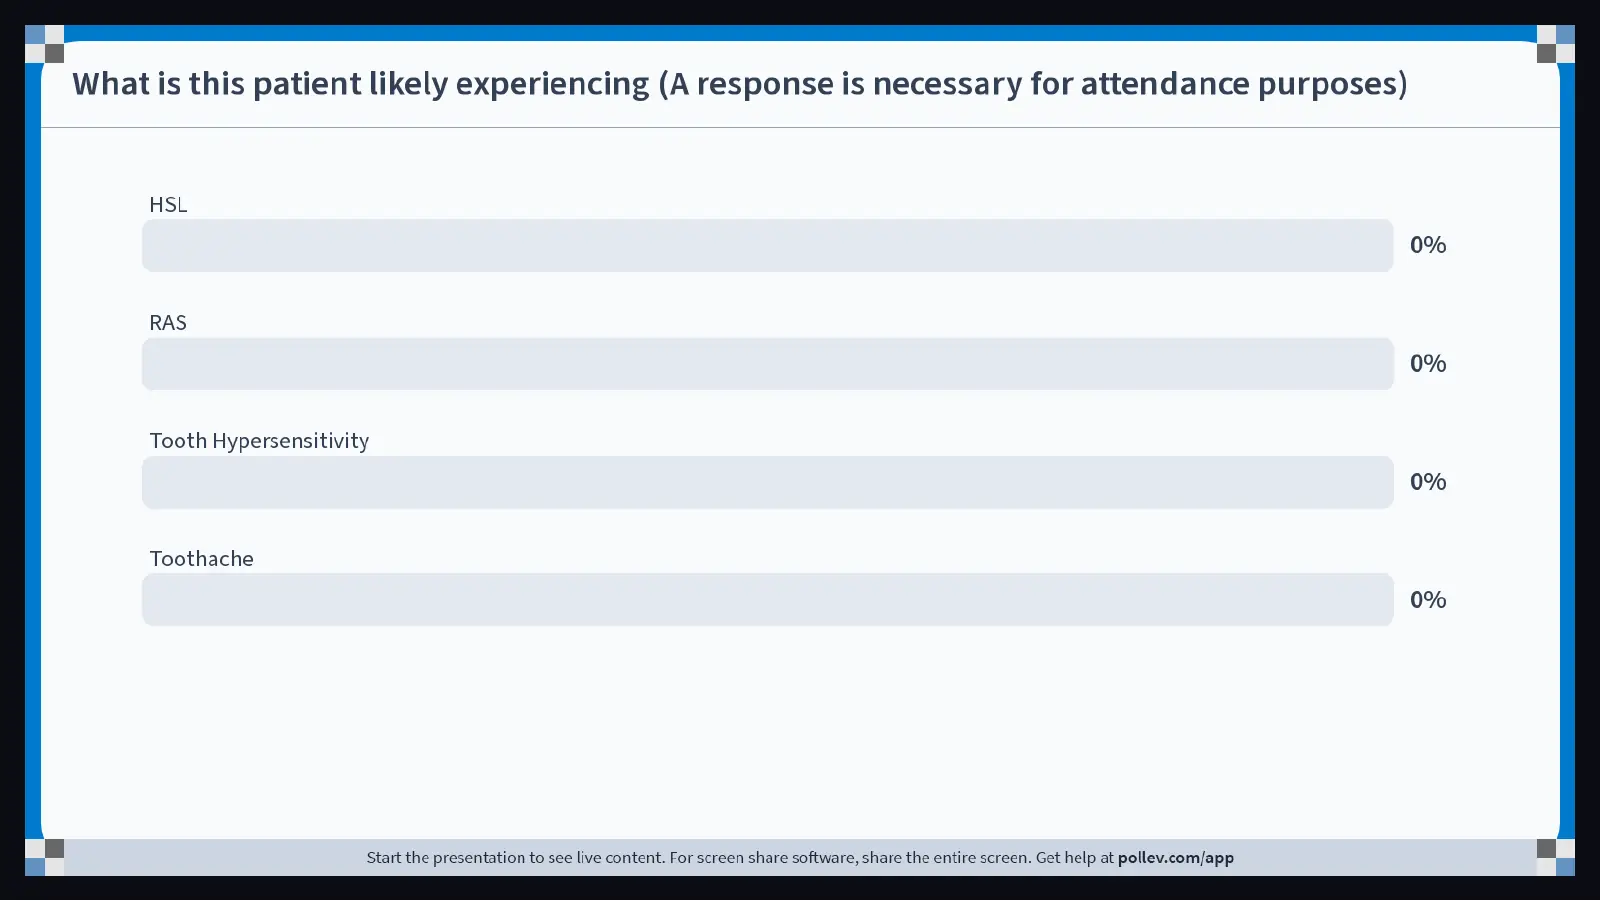 What is this patient likely experiencing (A response is necessary for attendance purposes)
HSL
0%
RAS
0%
Tooth Hypersensitivity
0%
Toothache
0%
Start the presentation to see live content. For screen share software, share the entire screen. Get help at pollev.com/app